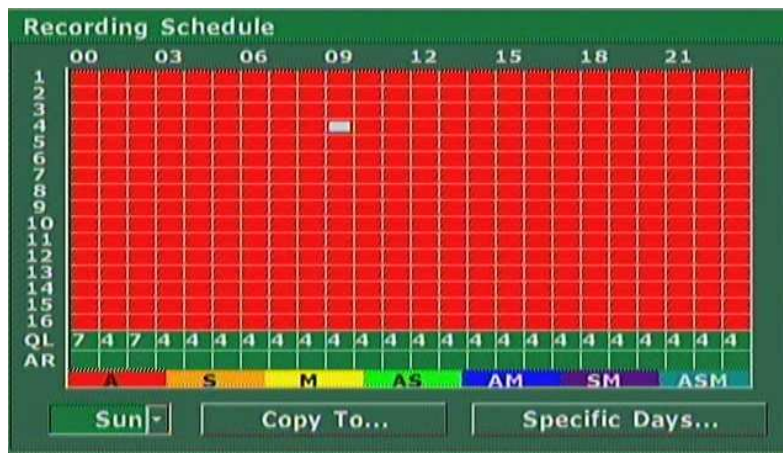 Recording Schedule
00 03 06 09 12 15 18 21
1
2
3
4
5
6
7
8
9
10
11
12
13
14
15
16
QL 7 4 7 4 4 4 4 4 4 4 4 4 4 4 4 4 4 4 4 4 4 4 4 4
AR
A S M AS AM SM ASM
Sun Copy To... Specific Days...